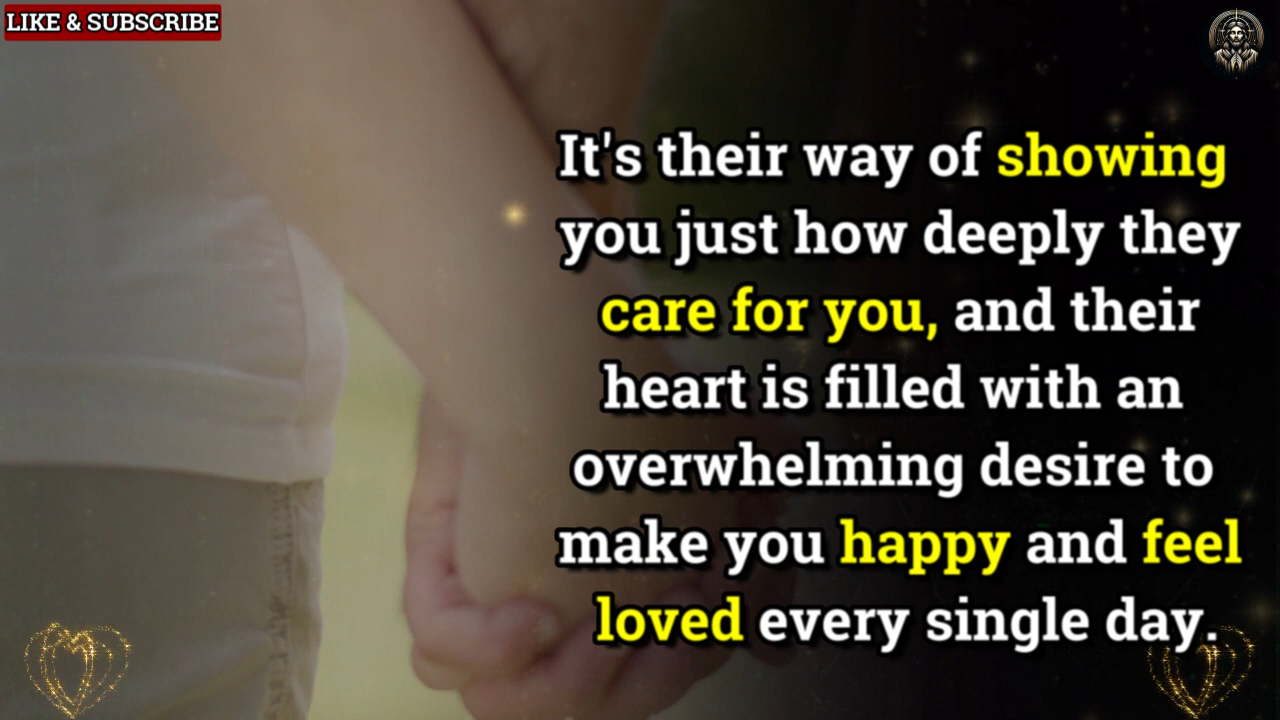 LIKE & SUBSCRIBE
It's their way of showing
you just how deeply they
care for you, and their
heart is filled with an
overwhelming desire to
make you happy and feel
loved every single day.